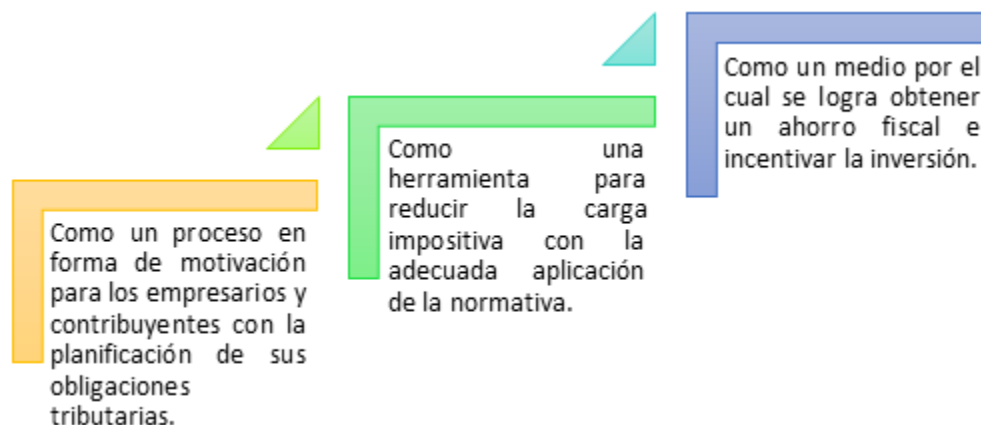 Como un proceso en
forma de motivación
para los empresarios y
contribuyentes con la
planificación de sus
obligaciones
tributarias.
Como una
herramienta para
reducir la carga
impositiva con la
adecuada aplicación
de la normativa.
Como un medio por el
cual se logra obtener
un ahorro fiscal e
incentivar la inversión.